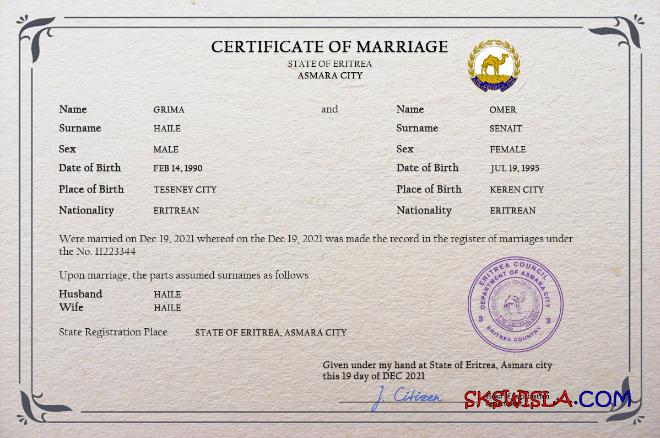 CERTIFICATE OF MARRIAGE
STATE OF ERITREA
ASMARA CITY
Name GRIMA and Name OMER
Surname HAILE Surname SENAIT
Sex MALE Sex FEMALE
Date of Birth FEB 14, 1990 Date of Birth JUL 19, 1995
Place of Birth TESENEY CITY Place of Birth KEREN CITY
Nationality ERITREAN Nationality ERITREAN
Were married on Dec 19, 2021 whereof on the Dec 19, 2021 was made the record in the register of marriages under
the No. 11223344
Upon marriage, the parts assumed surnames as follows
Husband HAILE
Wife HAILE
ERITREA COUNCIL
DEPARTMENT OF ASMARA CITY
3 3
ERITREA COUNTRY
State Registration Place STATE OF ERITREA, ASMARA CITY
Given under my hand at State of Eritrea, Asmara city
this 19 day of DEC 2021
J. Citizen
SKSWISLA.COM